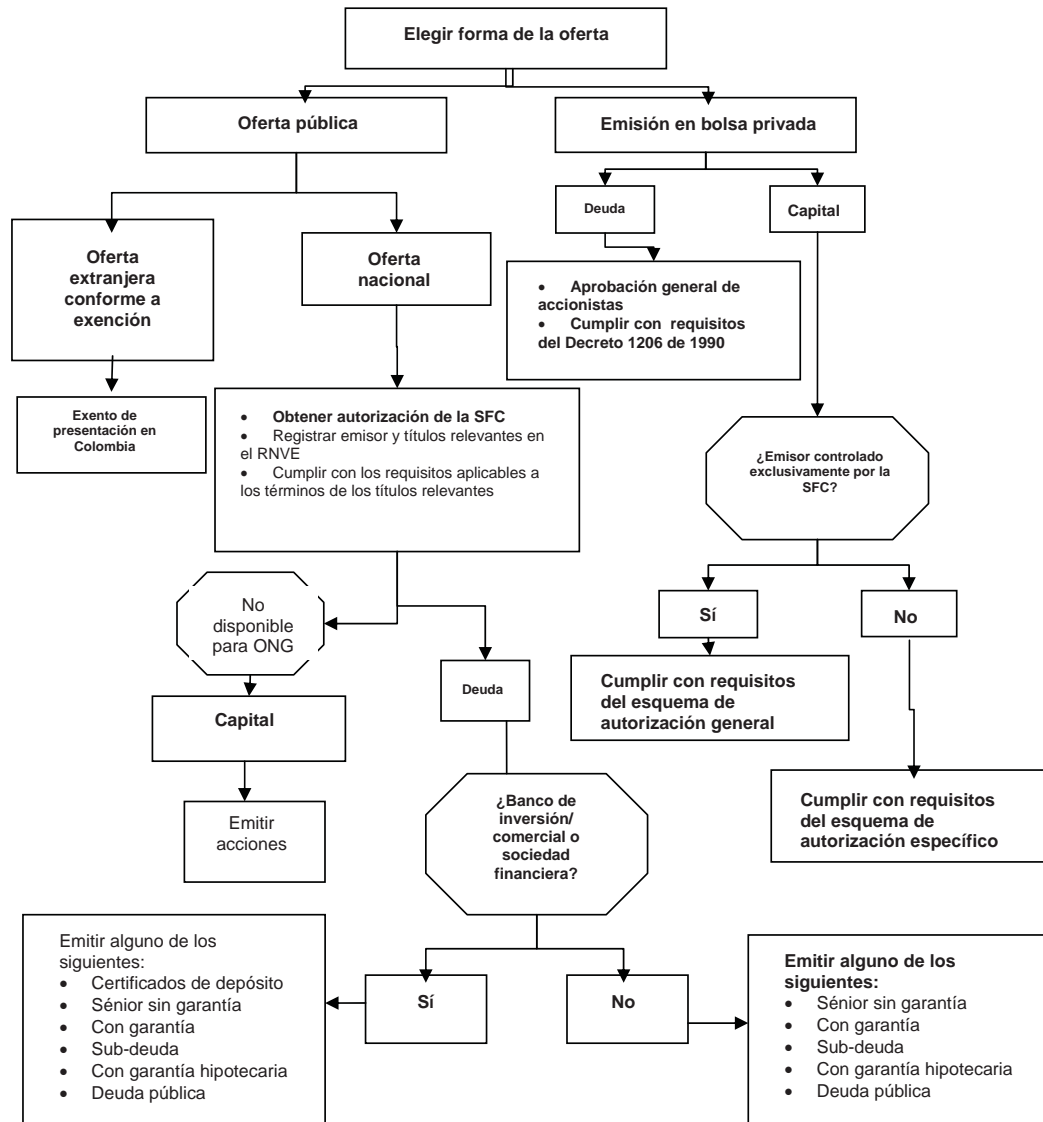 Elegir forma de la oferta
Oferta pública
Emisión en bolsa privada
Deuda
Capital
Oferta
extranjera
conforme a
exención
Oferta
nacional
• Aprobación general de
accionistas
• Cumplir con requisitos
del Decreto 1206 de 1990
Exento de
presentación en
Colombia
• Obtener autorización de la SFC
• Registrar emisor y títulos relevantes en
el RNVE
• Cumplir con los requisitos aplicables a
los términos de los títulos relevantes
¿Emisor controlado
exclusivamente por la
SFC?
No
disponible
para ONG
Sí
No
Deuda
Cumplir con requisitos
del esquema de
autorización general
Capital
Emitir
acciones
¿Banco de
inversión/
comercial o
sociedad
financiera?
Cumplir con requisitos
del esquema de
autorización específico
Emitir alguno de los
siguientes:
• Certificados de depósito
• Sénior sin garantía
• Con garantía
• Sub-deuda
• Con garantía hipotecaria
• Deuda pública
Sí
No
Emitir alguno de los
siguientes:
• Sénior sin garantía
• Con garantía
• Sub-deuda
• Con garantía hipotecaria
• Deuda pública